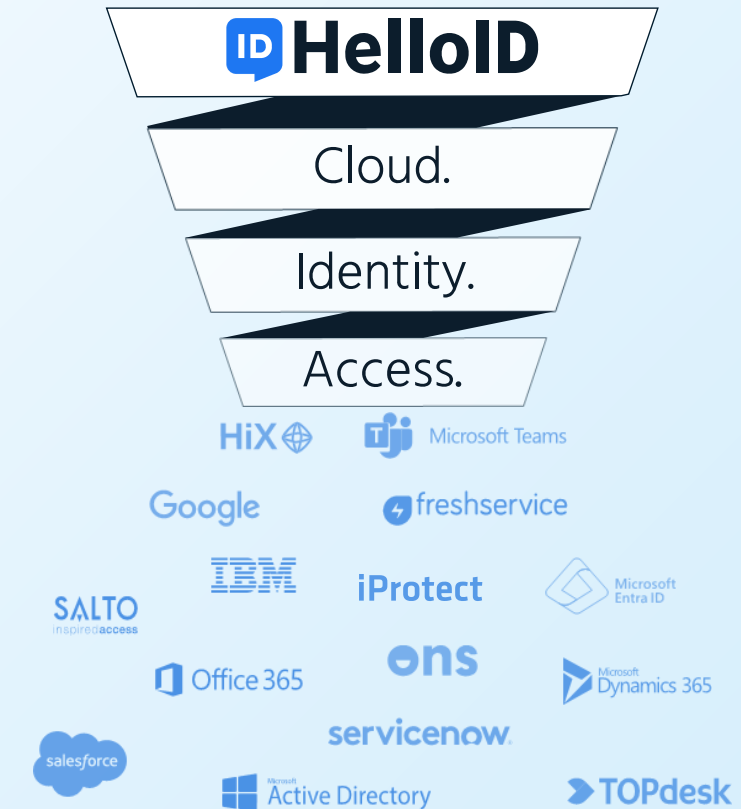 ID HelloID
Cloud.
Identity.
Access.
HiX
T Microsoft Teams
Google
freshservice
IBM
iProtect
Microsoft
Entra ID
SALTO
inspiredaccess
ons
Office 365
Microsoft
Dynamics 365
servicenow.
salesforce
Microsoft
Active Directory
TOPdesk